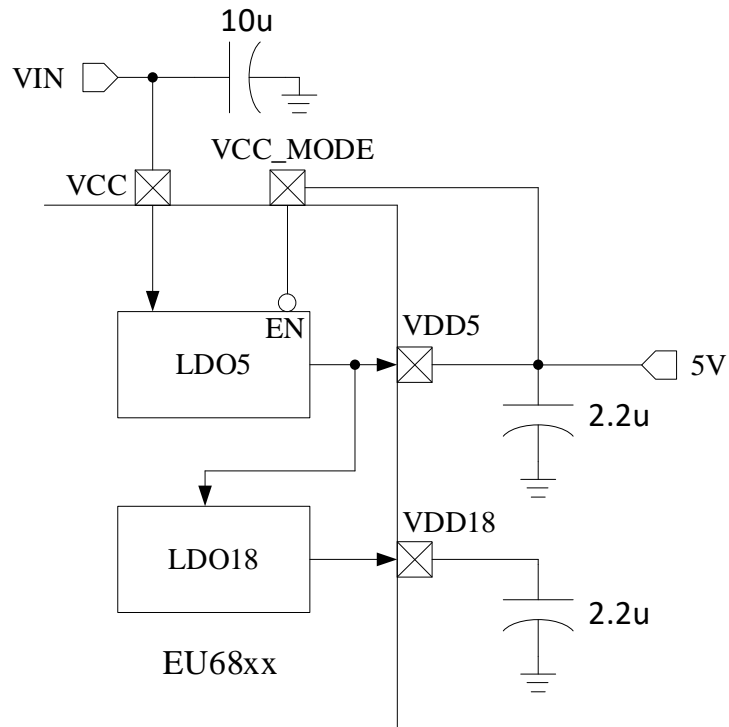 10u
VIN
VCC_MODE
VCC
EN
VDD5
LDO5
5V
2.2u
VDD18
LDO18
2.2u
EU68xx